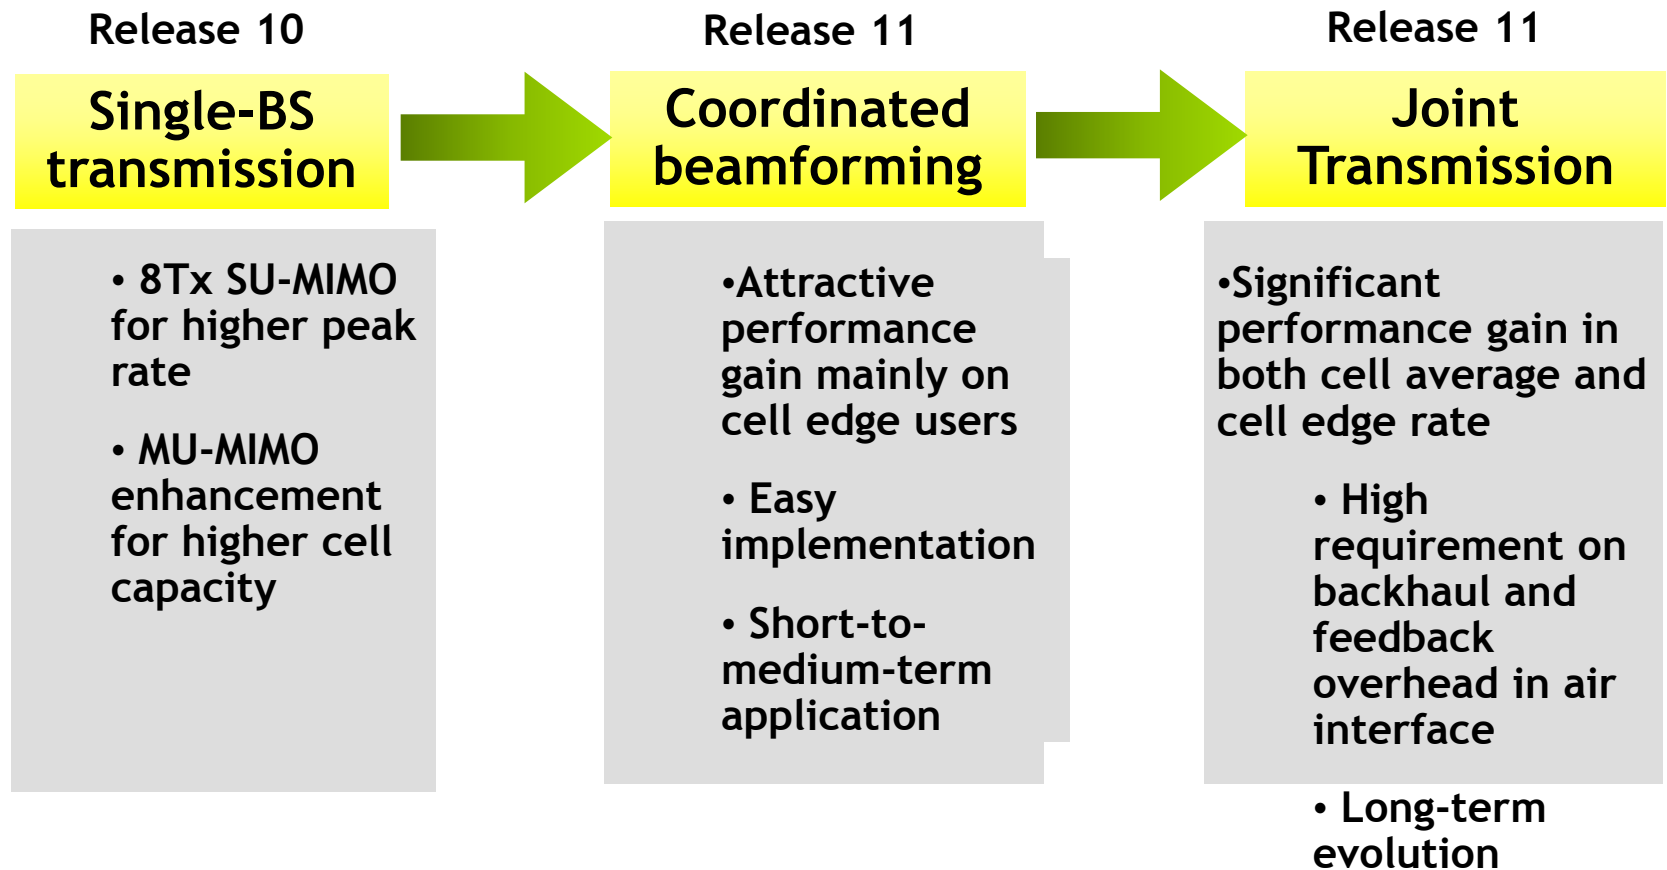 Release 10
Single-BS
transmission
• 8Tx SU-MIMO
for higher peak
rate
• MU-MIMO
enhancement
for higher cell
capacity
Release 11
Coordinated
beamforming
•Attractive
performance
gain mainly on
cell edge users
• Easy
implementation
• Short-to-
medium-term
application
Release 11
Joint
Transmission
•Significant
performance gain in
both cell average and
cell edge rate
• High
requirement on
backhaul and
feedback
overhead in air
interface
• Long-term
evolution